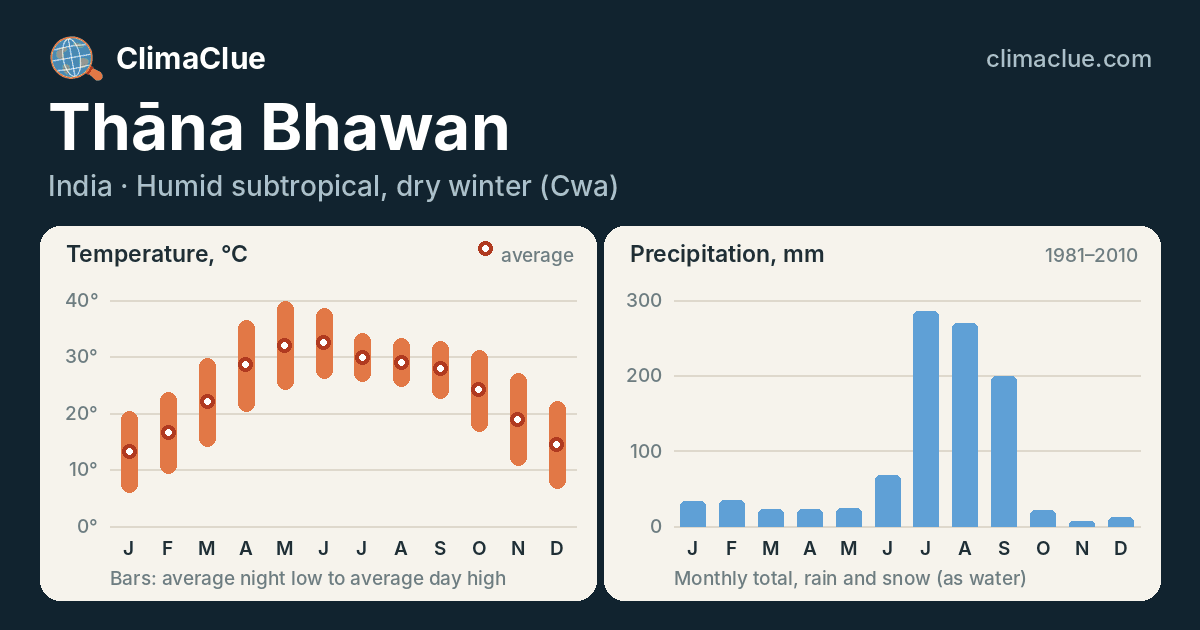 ClimaClue
climaclue.com
Thāna Bhawan
India · Humid subtropical, dry winter (Cwa)
Temperature, °C
average
40°
30°
20°
10°
0°
J F M A M J J A S O N D
Bars: average night low to average day high
Precipitation, mm
1981–2010
300
200
100
0
J F M A M J J A S O N D
Monthly total, rain and snow (as water)